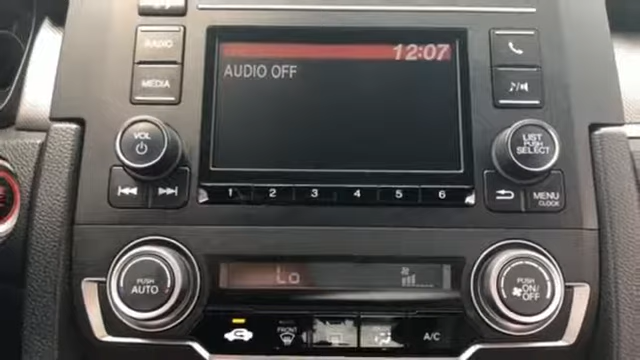 RADIO
MEDIA
12:07
AUDIO OFF
VOL
LIST
PUSH
SELECT
1 2 3 4 5 6
MENU
CLOCK
PUSH
AUTO
Lo
PUSH
ON/
OFF
FRONT
A/C